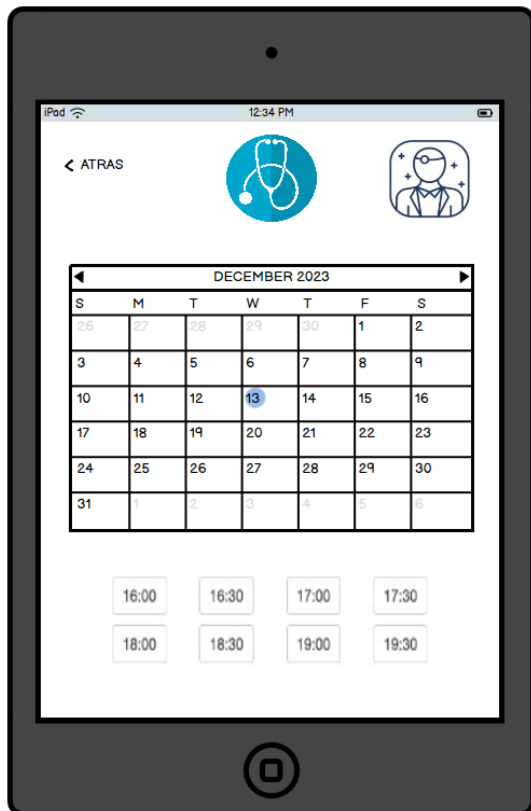 iPad 12:34 PM
< ATRAS
DECEMBER 2023
S M T W T F S
26 27 28 29 30 1 2
3 4 5 6 7 8 9
10 11 12 13 14 15 16
17 18 19 20 21 22 23
24 25 26 27 28 29 30
31 1 2 3 4 5 6
16:00 16:30 17:00 17:30
18:00 18:30 19:00 19:30